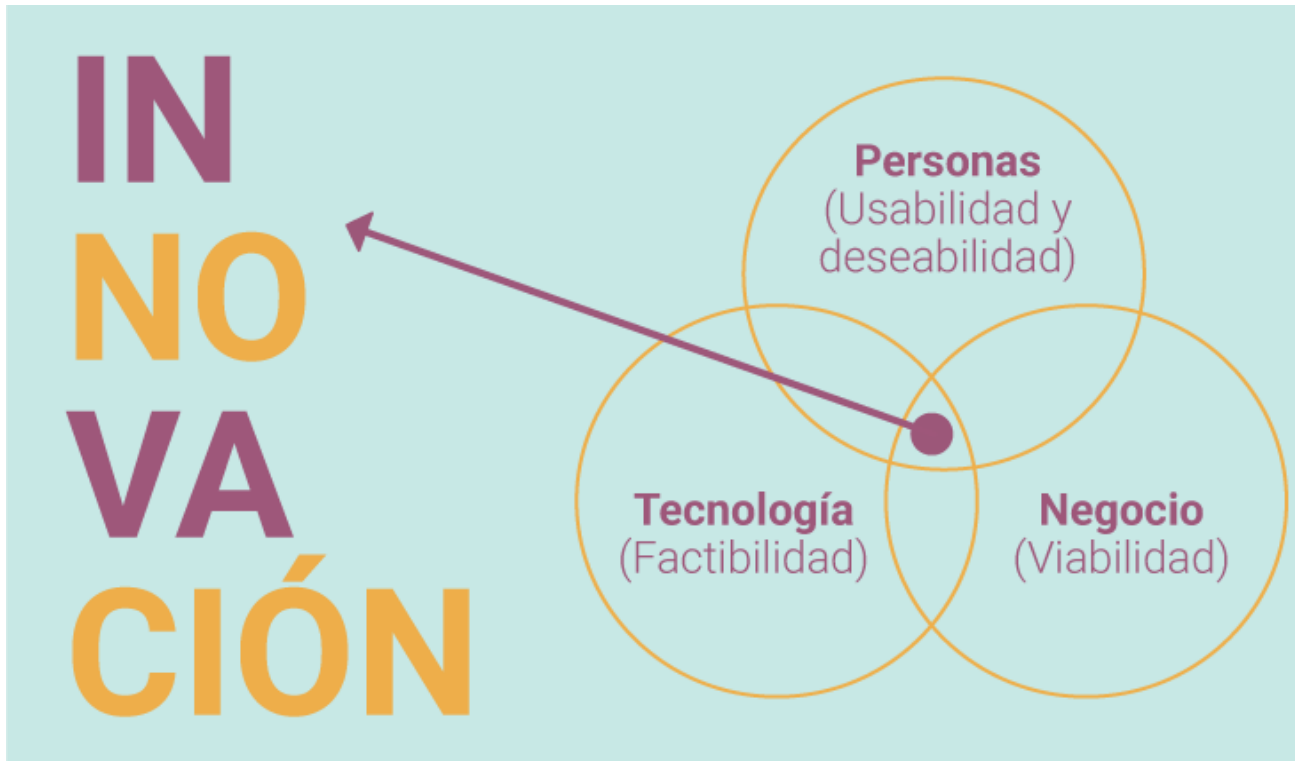 IN
NO
VA
CIÓN
Personas
(Usabilidad y
deseabilidad)
Tecnología
(Factibilidad)
Negocio
(Viabilidad)